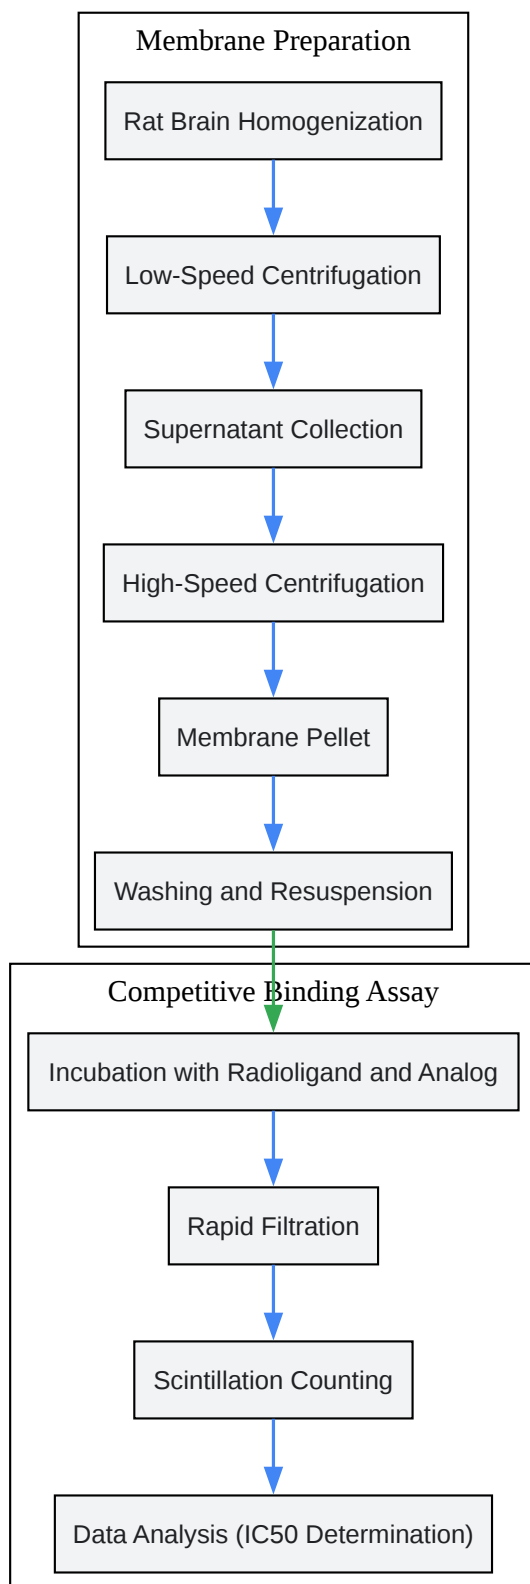 Membrane Preparation
Rat Brain Homogenization
Low-Speed Centrifugation
Supernatant Collection
High-Speed Centrifugation
Membrane Pellet
Washing and Resuspension
Competitive Binding Assay
Incubation with Radioligand and Analog
Rapid Filtration
Scintillation Counting
Data Analysis (IC50 Determination)